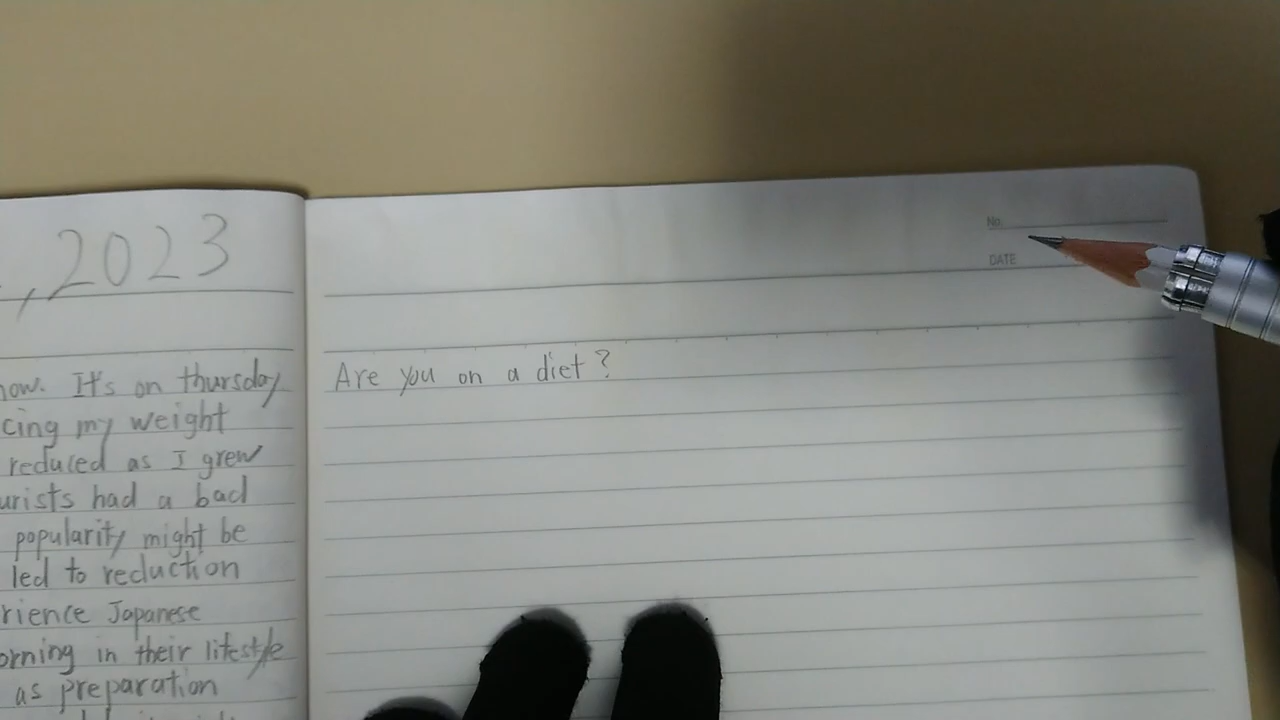 , 2023
now. It's on thursday
cing my weight
reduced as I grew
urists had a bad
popularity might be
led to reduction
rience Japanese
orning in their lifestyle
as preparation
No.
DATE
Are you on a diet?